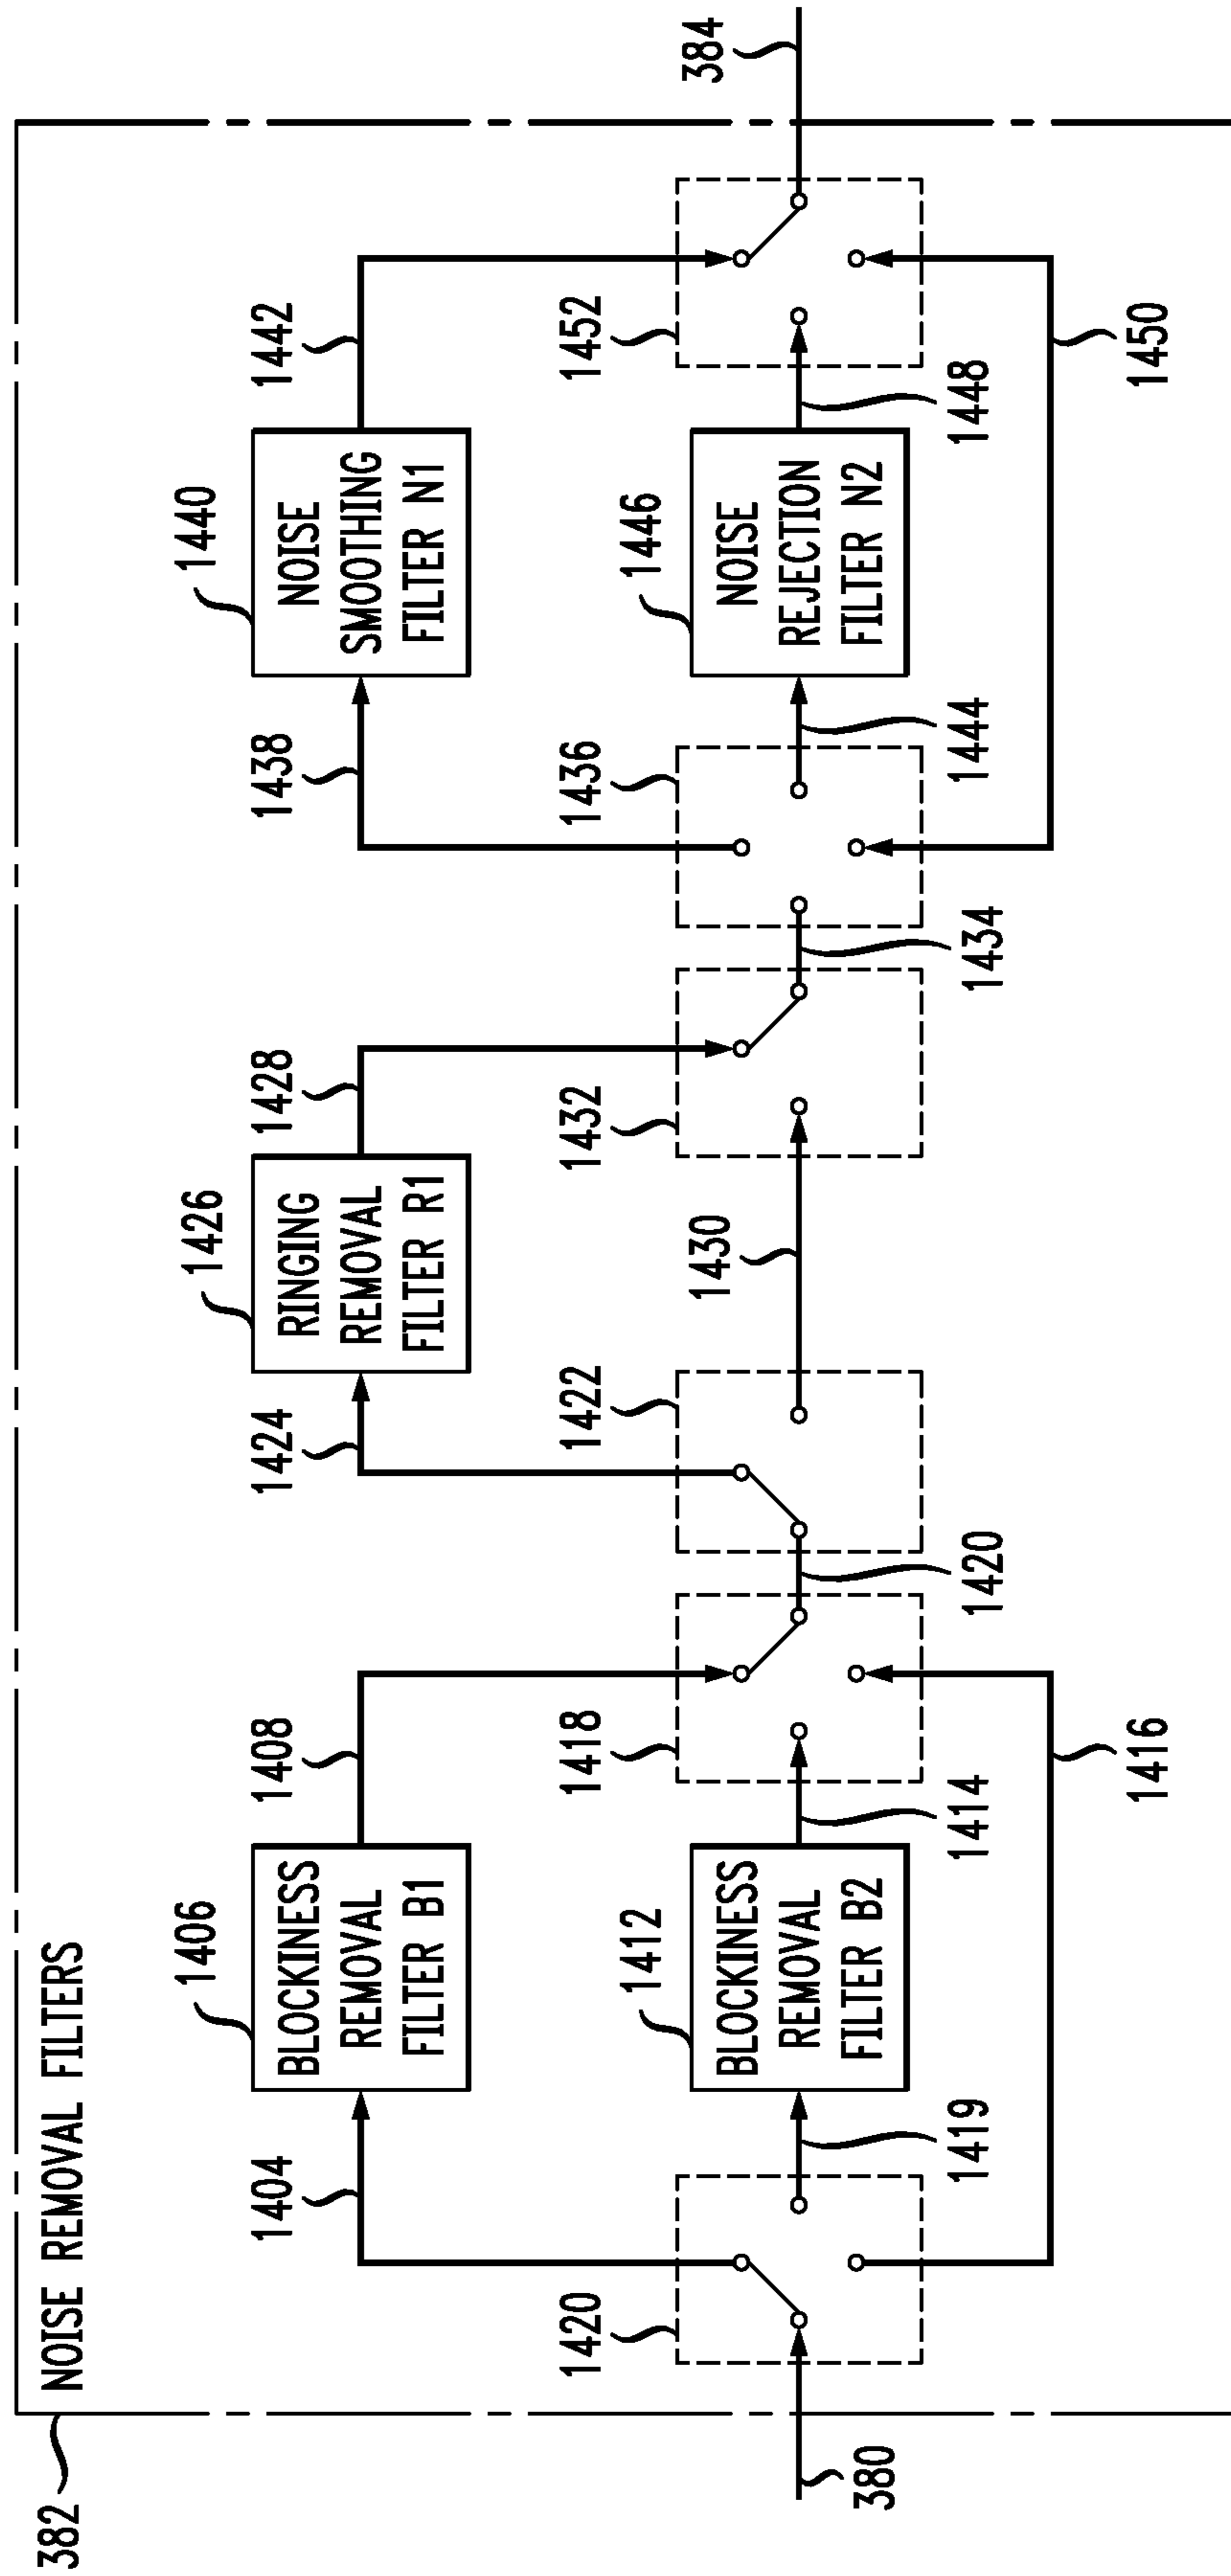 382
NOISE REMOVAL FILTERS
380
1420
1404
1406
BLOCKINESS
REMOVAL
FILTER B1
1408
1419
1412
BLOCKINESS
REMOVAL
FILTER B2
1414
1416
1418
1420
1422
1424
1426
RINGING
REMOVAL
FILTER R1
1428
1430
1432
1434
1436
1438
1440
NOISE
SMOOTHING
FILTER N1
1442
1444
1446
NOISE
REJECTION
FILTER N2
1448
1450
1452
384